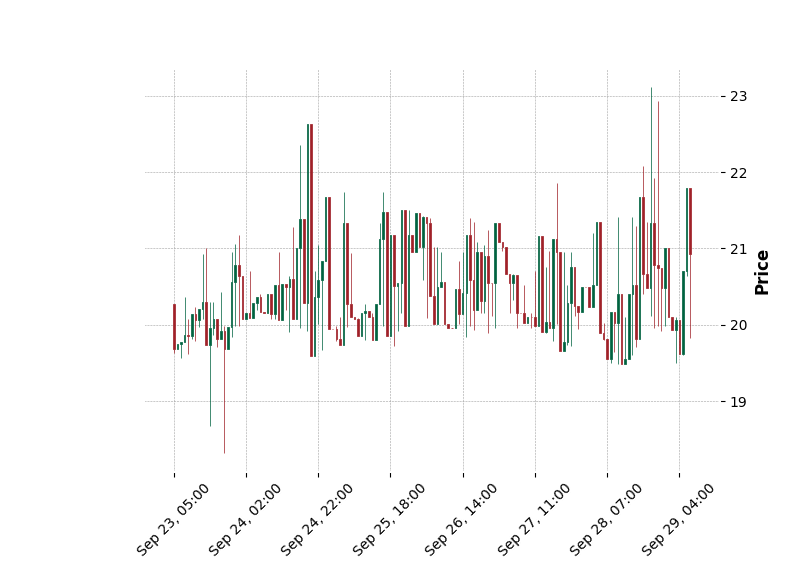 23
22
21
20
19
Price
Sep 23, 05:00
Sep 24, 02:00
Sep 24, 22:00
Sep 25, 18:00
Sep 26, 14:00
Sep 27, 11:00
Sep 28, 07:00
Sep 29, 04:00